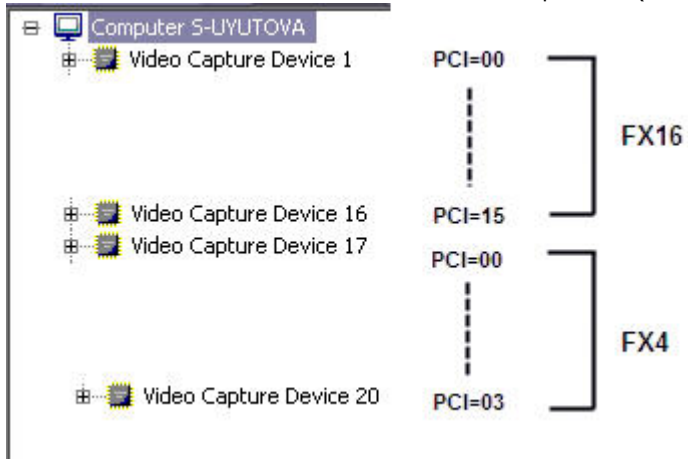 Computer S-UYUTOVA
Video Capture Device 1 PCI=00
FX16
Video Capture Device 16 PCI=15
Video Capture Device 17 PCI=00
FX4
Video Capture Device 20 PCI=03